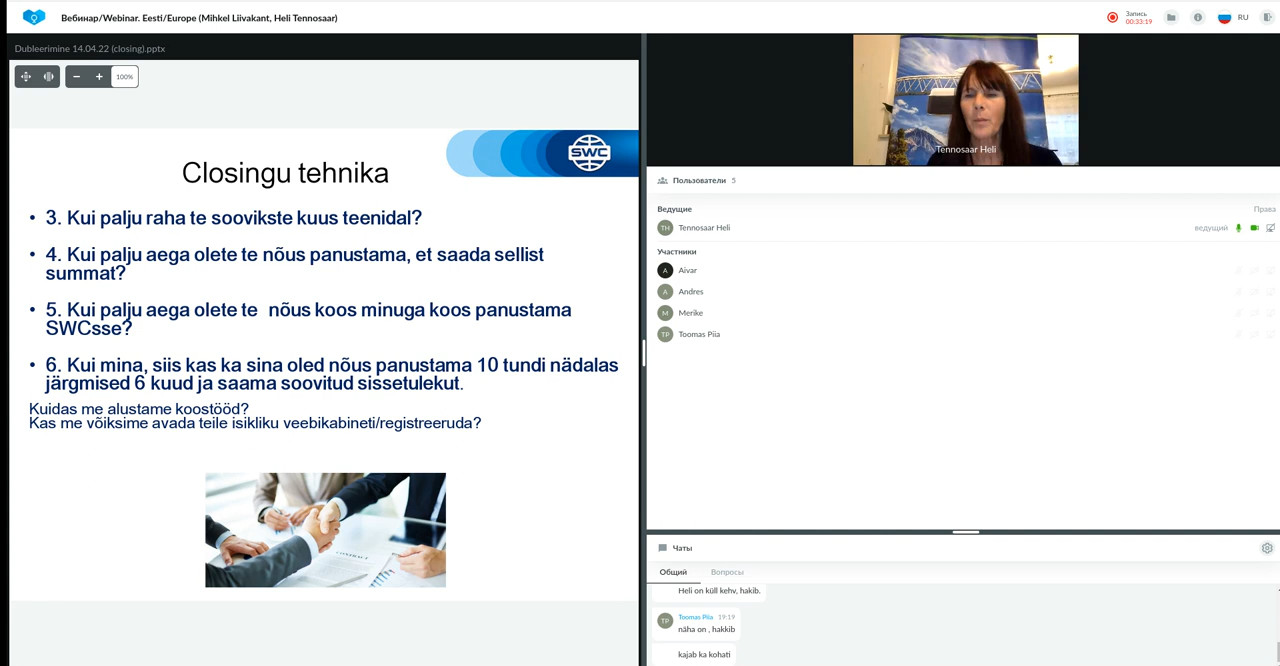 Вебинар/Webinar. Eesti/Europe (Mihkel Liivakant, Heli Tennosaar)
Запись
00:33:19
RU
Dubleerimine 14.04.22 (closing).pptx
100%
SWC
Closingu tehnika
• 3. Kui palju raha te soovikste kuus teenidal?
• 4. Kui palju aega olete te nõus panustama, et saada sellist
summat?
• 5. Kui palju aega olete te nõus koos minuga koos panustama
SWCsse?
• 6. Kui mina, siis kas ka sina oled nõus panustama 10 tundi nädalas
järgmised 6 kuud ja saama soovitud sissetulekut.
Kuidas me alustame koostööd?
Kas me võiksime avada teile isikliku veebikabineti/registreeruda?
CONTRACT
Tennosaar Heli
Пользователи 5
Ведущие Права
TH Tennosaar Heli ведущий
Участники
A Aivar
A Andres
M Merike
TP Toomas Piia
Чаты
Общий Вопросы
Heli on küll kehv, hakib.
TP Toomas Piia 19:19
näha on , hakkib
kajab ka kohati